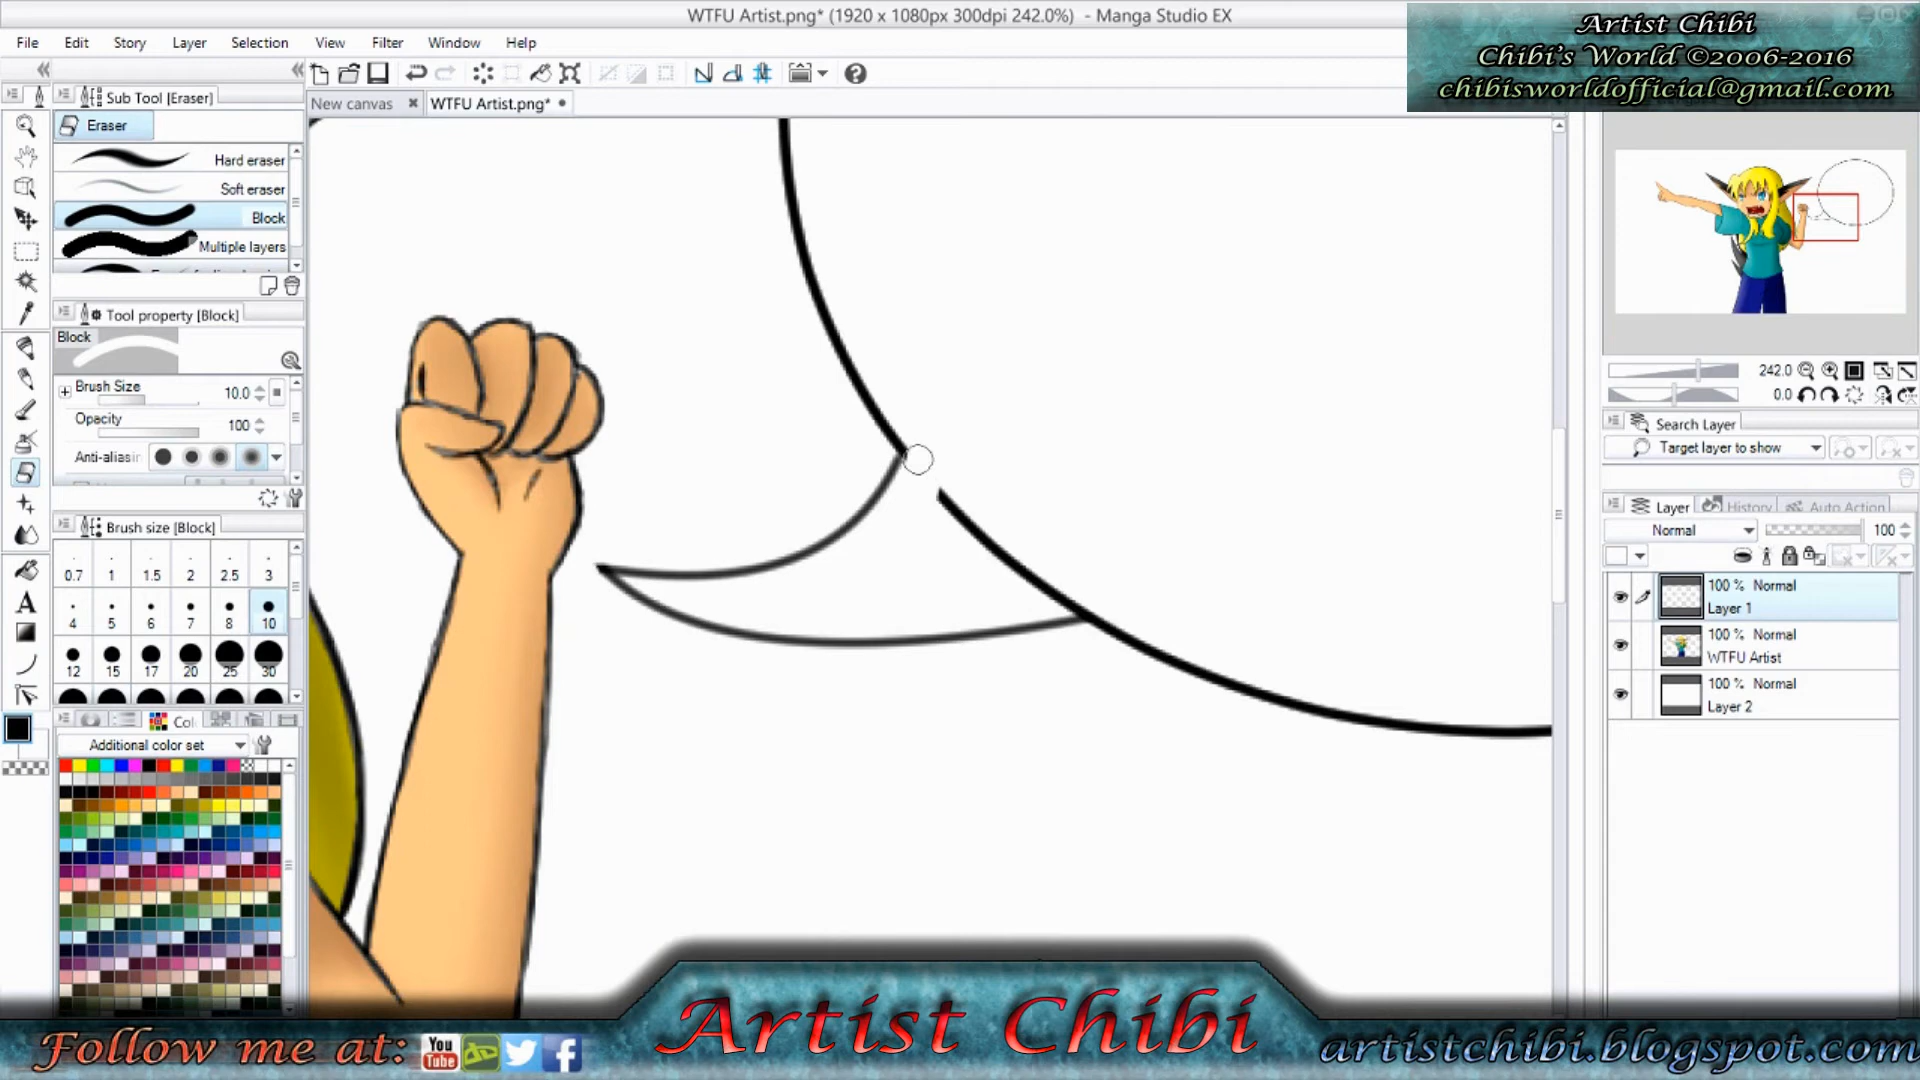 WTFU Artist.png* (1920 x 1080px 300dpi 242.0%) - Manga Studio EX
Artist Chibi
Chibi's World ©2006-2016
chibisworldofficial@gmail.com
File Edit Story Layer Selection View Filter Window Help
Sub Tool [Eraser]
New canvas
WTFU Artist.png*
Eraser
Hard eraser
Soft eraser
Block
Multiple layers
Tool property [Block]
Block
Brush Size 10.0
Opacity 100
Anti-aliasin
Brush size [Block]
0.7 1 1.5 2 2.5 3
4 5 6 7 8 10
12 15 17 20 25 30
Col
Additional color set
242.0
0.0
Search Layer
Target layer to show
Layer History Auto Action
Normal 100
100 % Normal
Layer 1
100 % Normal
WTFU Artist
100 % Normal
Layer 2
Follow me at:
You
Tube
Artist Chibi
artistchibi.blogspot.com